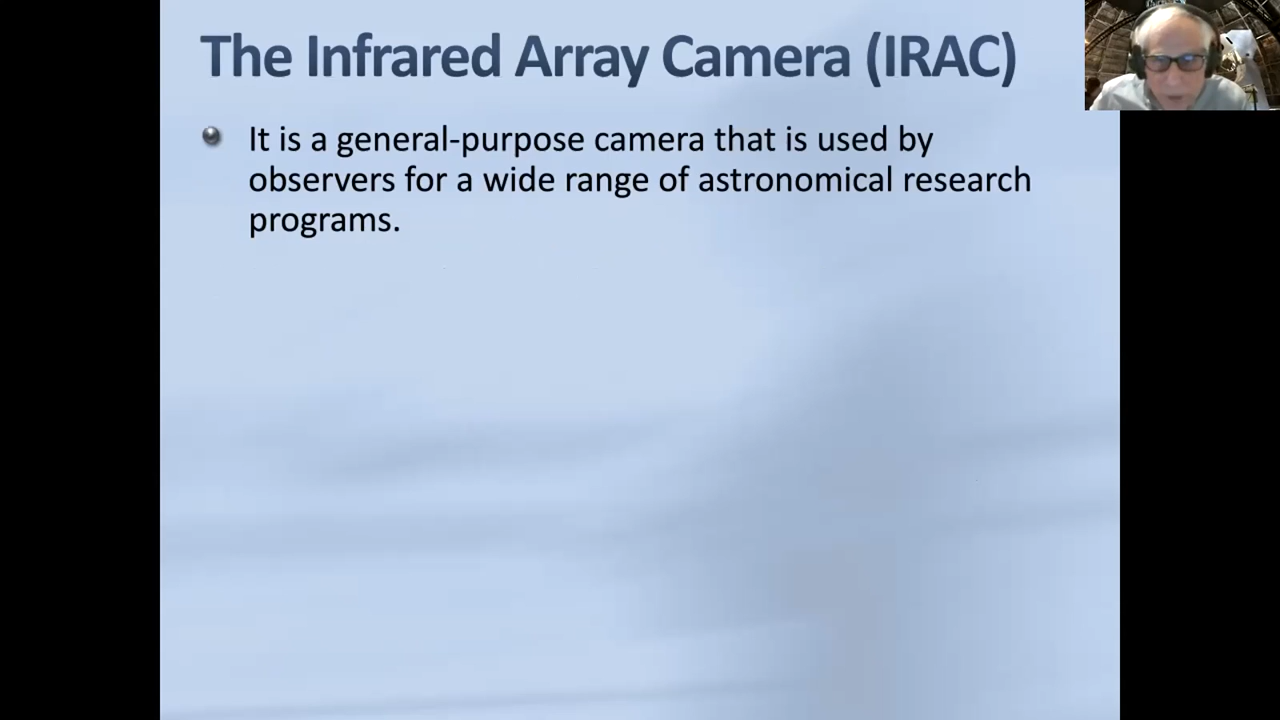 The Infrared Array Camera (IRAC)
It is a general-purpose camera that is used by
observers for a wide range of astronomical research
programs.